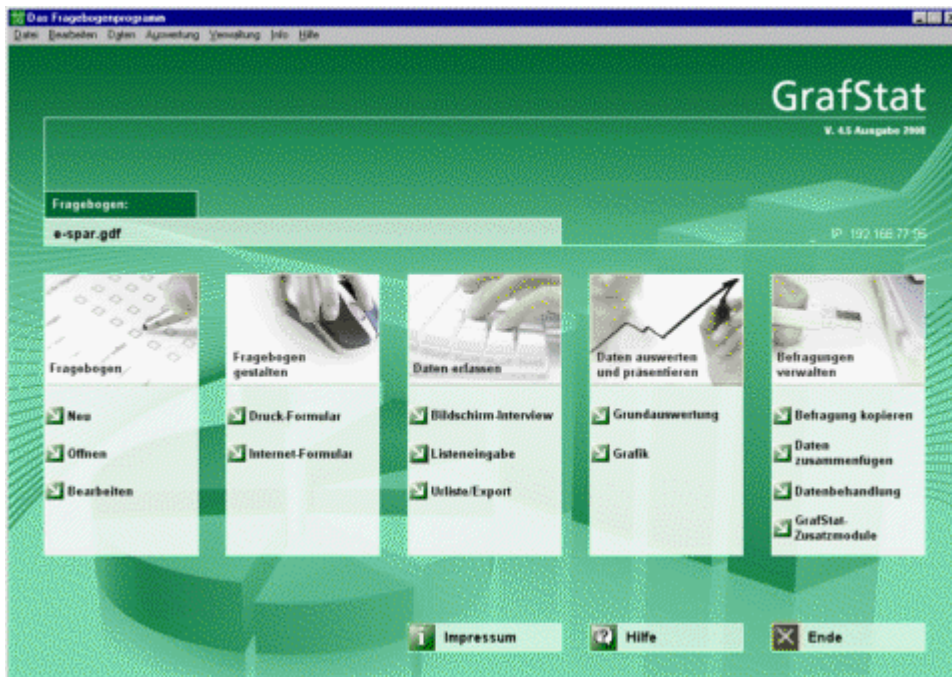 Das Fragebogenprogramm
Datei Bearbeiten Daten Auswertung Verwaltung Info Hilfe
GrafStat
V. 4.5 Ausgabe 2008
Fragebogen:
e-spar.gdf
IP: 192.168.77.96
Fragebogen
Neu
Öffnen
Bearbeiten
Fragebogen
gestalten
Druck-Formular
Internet-Formular
Daten erfassen
Bildschirm-Interview
Listeneingabe
Urliste/Export
Daten auswerten
und präsentieren
Grundauswertung
Grafik
Befragungen
verwalten
Befragung kopieren
Daten
zusammenfügen
Datenbehandlung
GrafStat-
Zusatzmodule
Impressum
Hilfe
Ende